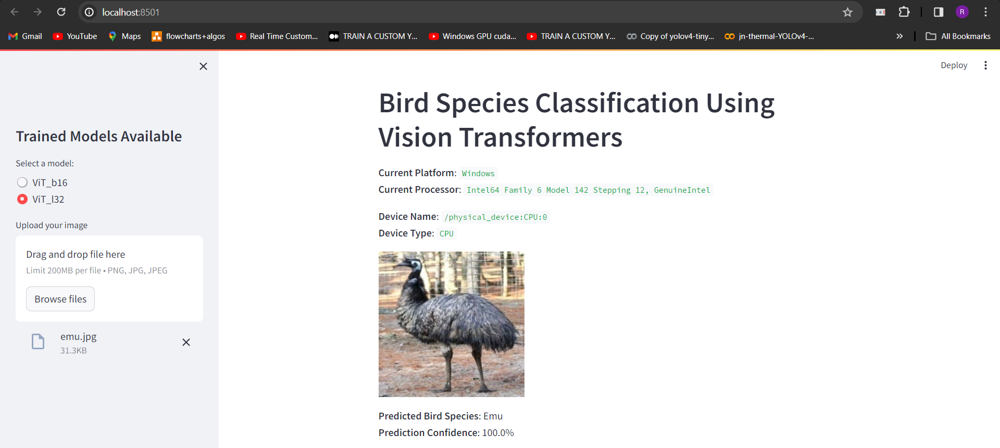 localhost:8501
R
Gmail
YouTube
Maps
flowcharts+algos
Real Time Custom...
TRAIN A CUSTOM Y...
Windows GPU cuda...
TRAIN A CUSTOM Y...
Copy of yolov4-tiny...
jn-thermal-YOLOv4-...
All Bookmarks
Deploy
Trained Models Available
Select a model:
ViT_b16
ViT_l32
Upload your image
Drag and drop file here
Limit 200MB per file • PNG, JPG, JPEG
Browse files
emu.jpg
31.3KB
Bird Species Classification Using
Vision Transformers
Current Platform: Windows
Current Processor: Intel64 Family 6 Model 142 Stepping 12, GenuineIntel
Device Name: /physical_device:CPU:0
Device Type: CPU
Predicted Bird Species: Emu
Prediction Confidence: 100.0%